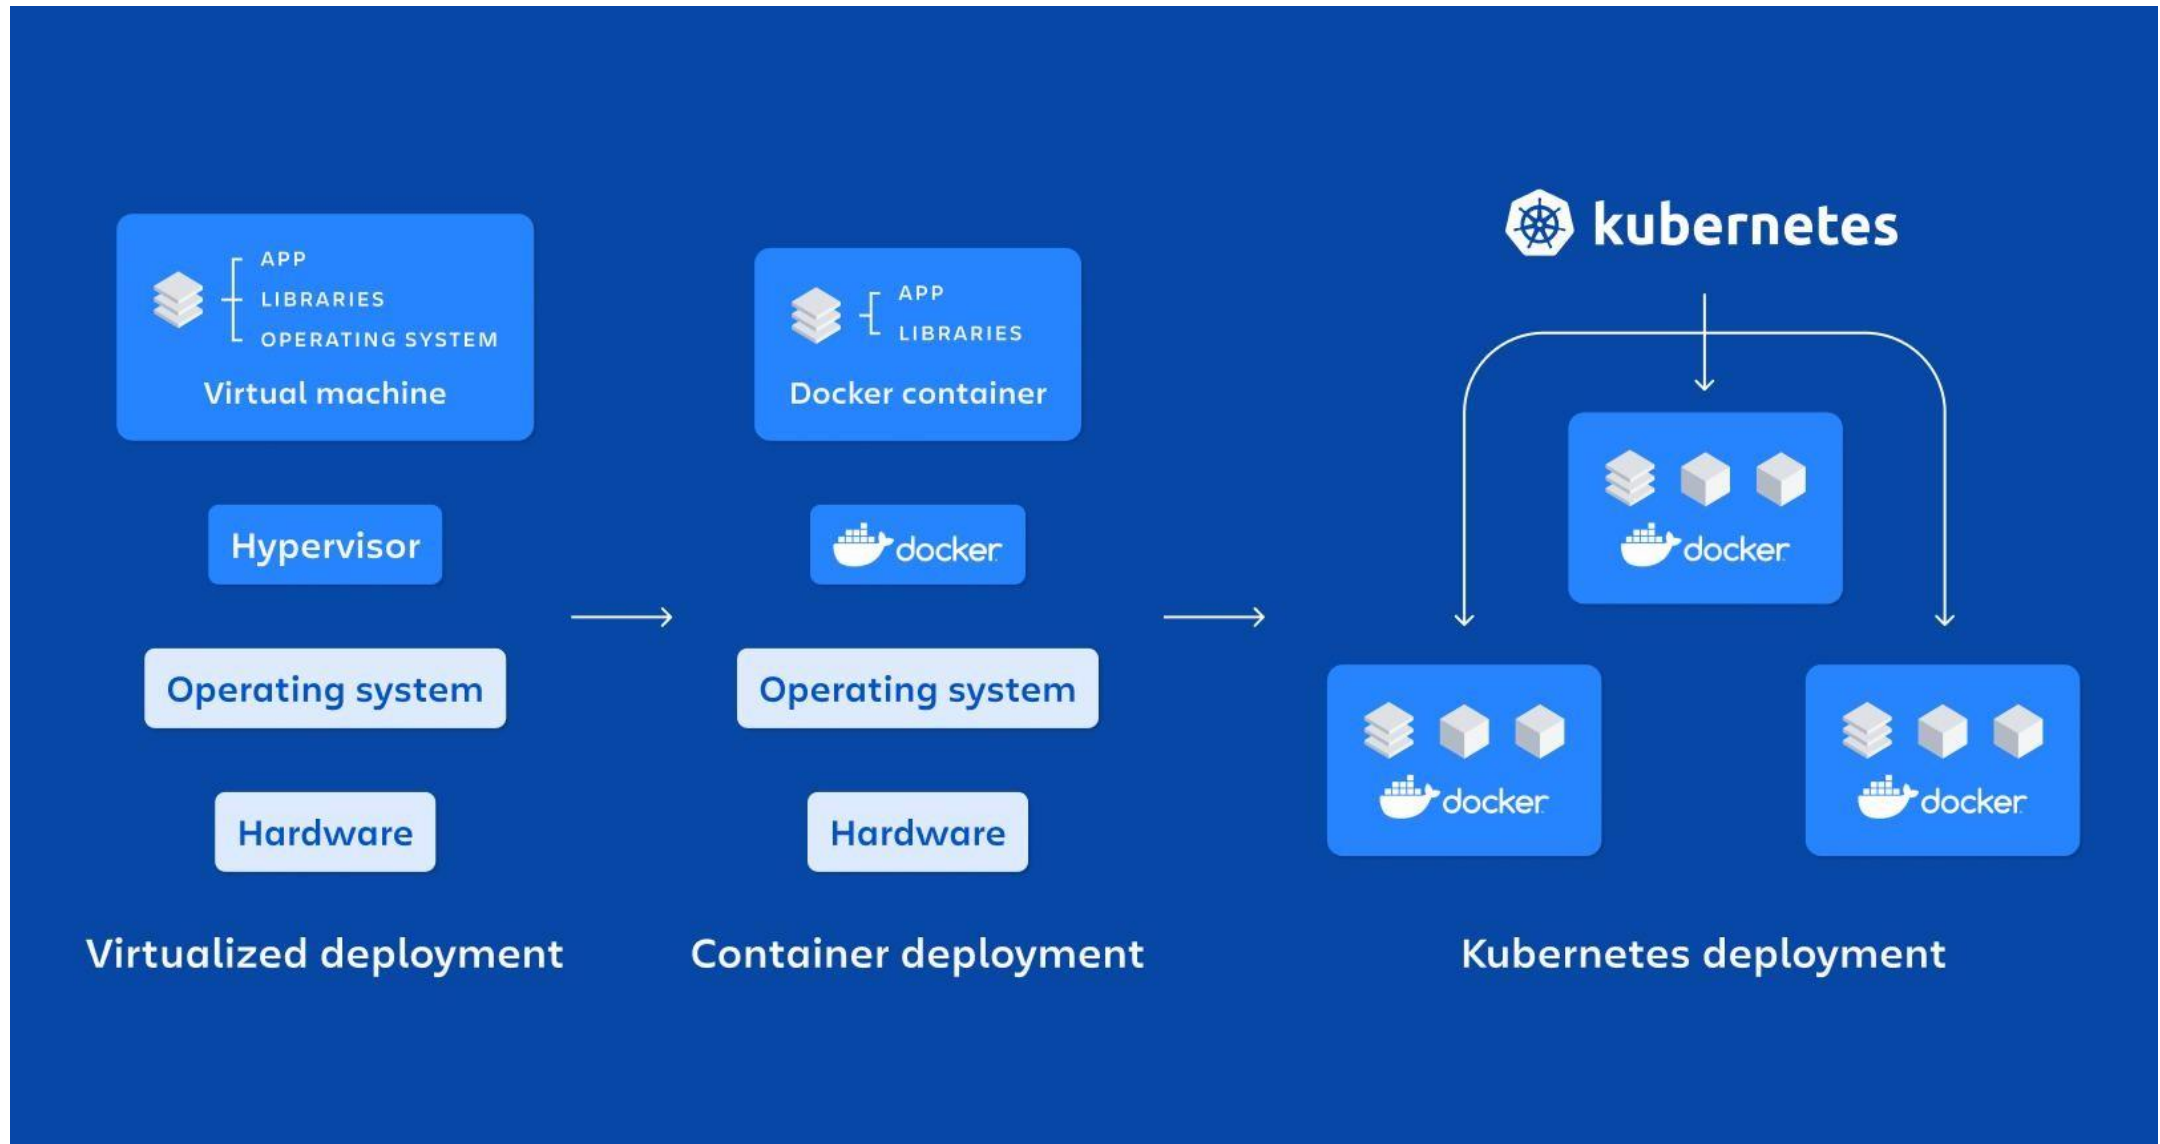 APP
LIBRARIES
OPERATING SYSTEM
Virtual machine
Hypervisor
Operating system
Hardware
Virtualized deployment
APP
LIBRARIES
Docker container
docker
Operating system
Hardware
Container deployment
kubernetes
docker
docker
docker
Kubernetes deployment